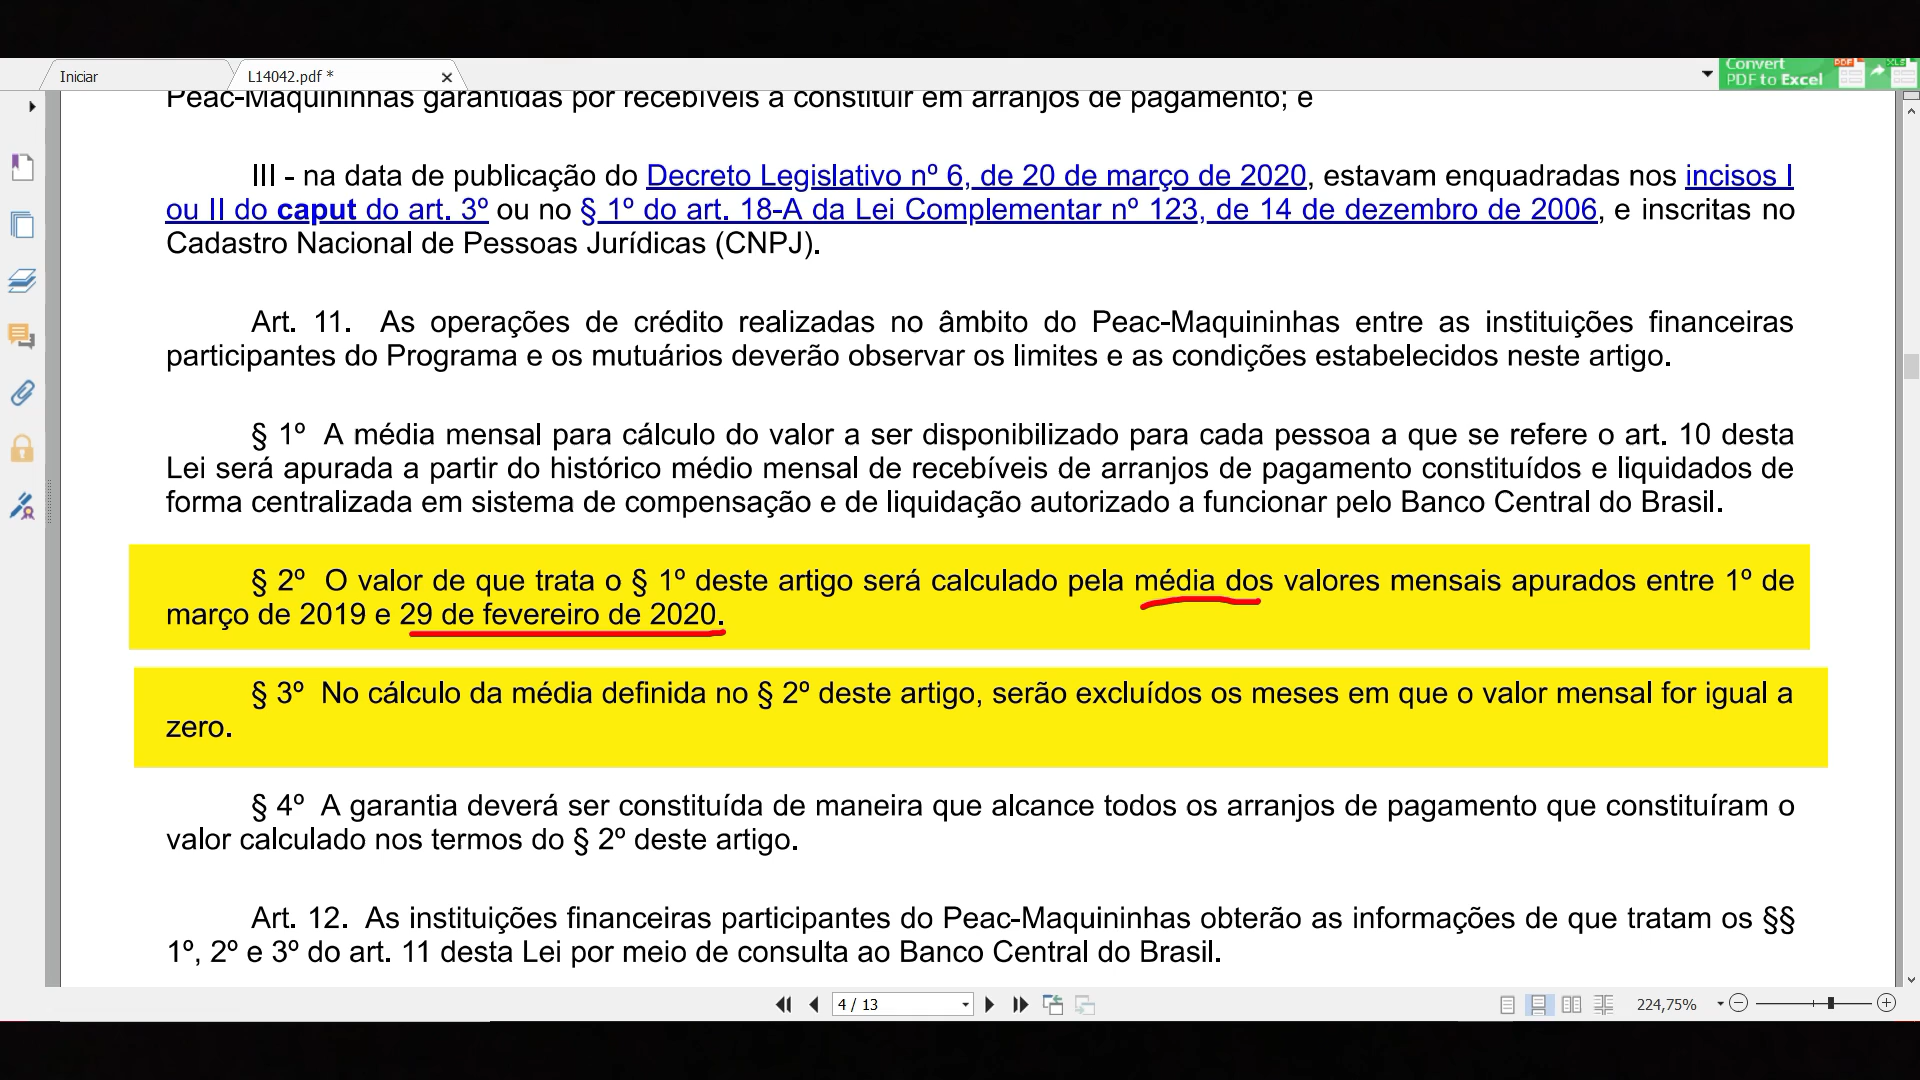 Iniciar
L14042.pdf *
Convert
PDF to Excel
Peac-Maquininhas garantidas por recebíveis a constituir em arranjos de pagamento; e
III - na data de publicação do Decreto Legislativo nº 6, de 20 de março de 2020, estavam enquadradas nos incisos I
ou II do caput do art. 3º ou no § 1º do art. 18-A da Lei Complementar nº 123, de 14 de dezembro de 2006, e inscritas no
Cadastro Nacional de Pessoas Jurídicas (CNPJ).
Art. 11. As operações de crédito realizadas no âmbito do Peac-Maquininhas entre as instituições financeiras
participantes do Programa e os mutuários deverão observar os limites e as condições estabelecidos neste artigo.
§ 1º A média mensal para cálculo do valor a ser disponibilizado para cada pessoa a que se refere o art. 10 desta
Lei será apurada a partir do histórico médio mensal de recebíveis de arranjos de pagamento constituídos e liquidados de
forma centralizada em sistema de compensação e de liquidação autorizado a funcionar pelo Banco Central do Brasil.
§ 2º O valor de que trata o § 1º deste artigo será calculado pela média dos valores mensais apurados entre 1º de
março de 2019 e 29 de fevereiro de 2020.
§ 3º No cálculo da média definida no § 2º deste artigo, serão excluídos os meses em que o valor mensal for igual a
zero.
§ 4º A garantia deverá ser constituída de maneira que alcance todos os arranjos de pagamento que constituíram o
valor calculado nos termos do § 2º deste artigo.
Art. 12. As instituições financeiras participantes do Peac-Maquininhas obterão as informações de que tratam os §§
1º, 2º e 3º do art. 11 desta Lei por meio de consulta ao Banco Central do Brasil.
4 / 13
224,75%